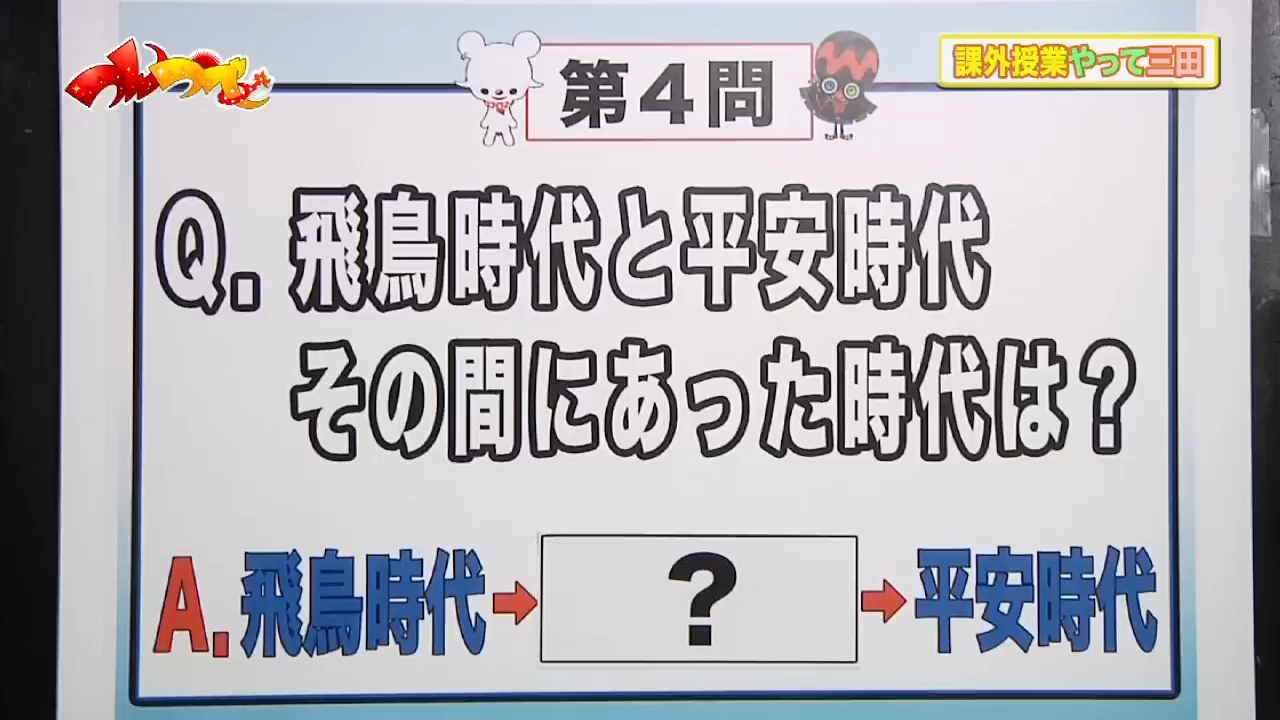 課外授業やって三田
第4問
Q. 飛鳥時代と平安時代
その間にあった時代は?
A. 飛鳥時代➡ ? ➡平安時代